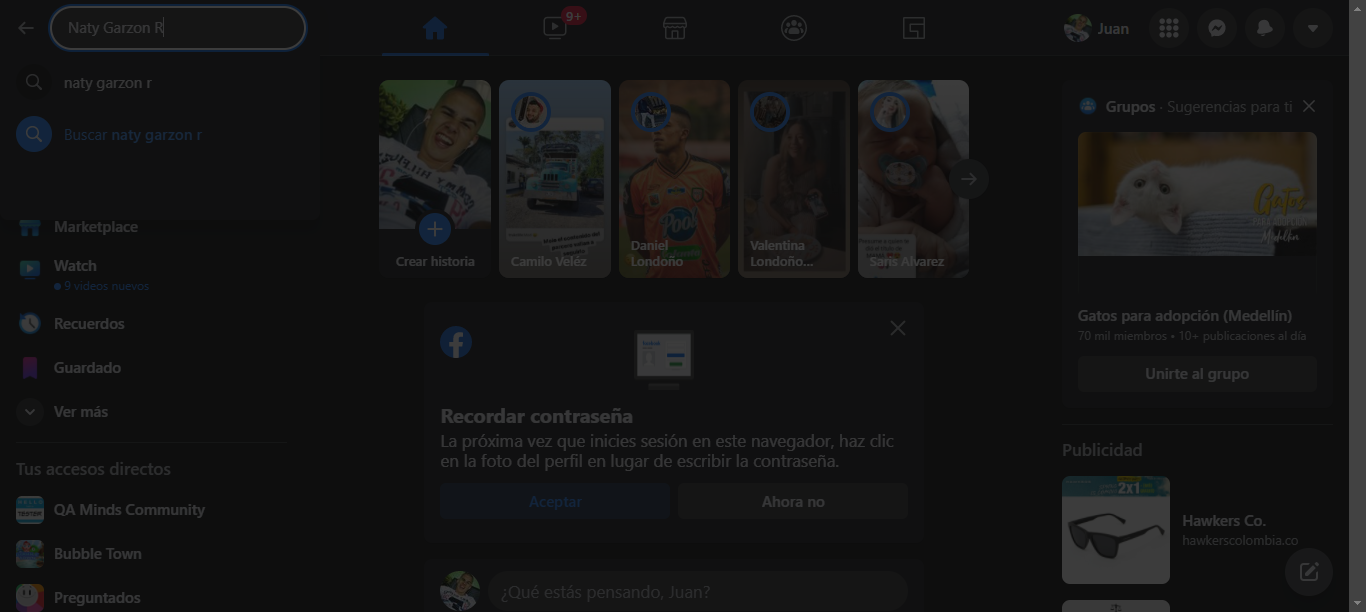 Naty Garzon R
naty garzon r
Buscar naty garzon r
Marketplace
Watch
9 videos nuevos
Recuerdos
Guardado
Ver más
Tus accesos directos
QA Minds Community
Bubble Town
Preguntados
9+
Juan
Crear historia
Camilo Veléz
Daniel
Londoño
Valentina
Londoño...
Saris Alvarez
Recordar contraseña
La próxima vez que inicies sesión en este navegador, haz clic
en la foto del perfil en lugar de escribir la contraseña.
Aceptar
Ahora no
¿Qué estás pensando, Juan?
Grupos · Sugerencias para ti
Gatos
Medellín
Gatos para adopción (Medellín)
70 mil miembros • 10+ publicaciones al día
Unirte al grupo
Publicidad
2x1
Hawkers Co.
hawkerscolombia.co